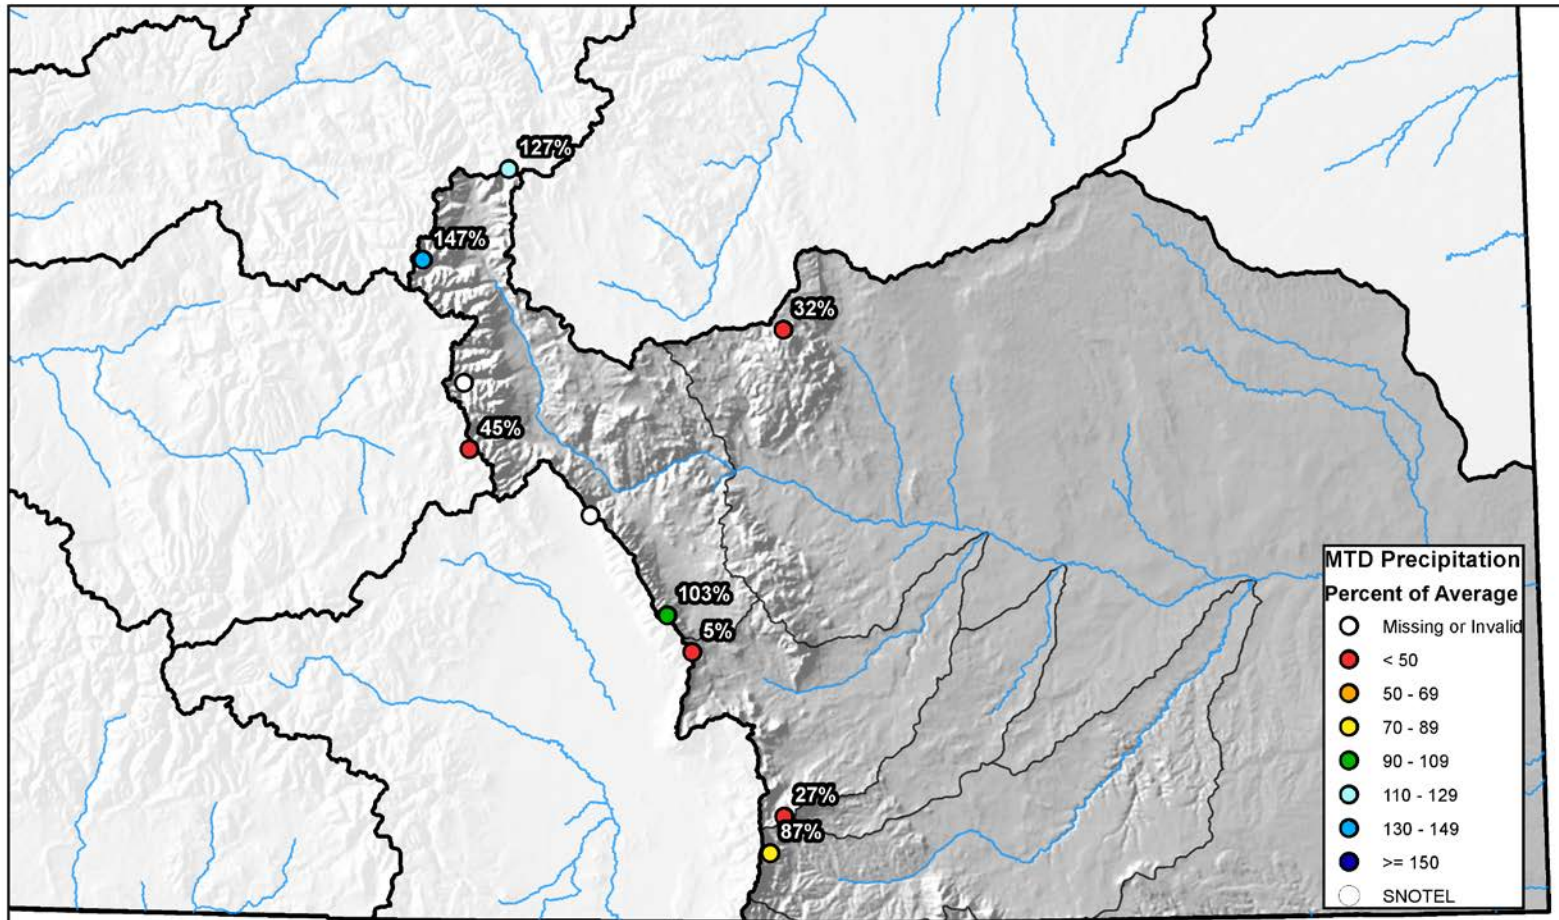 127%
147%
32%
45%
103%
5%
27%
87%
MTD Precipitation
Percent of Average
Missing or Invalid
< 50
50 - 69
70 - 89
90 - 109
110 - 129
130 - 149
>= 150
SNOTEL